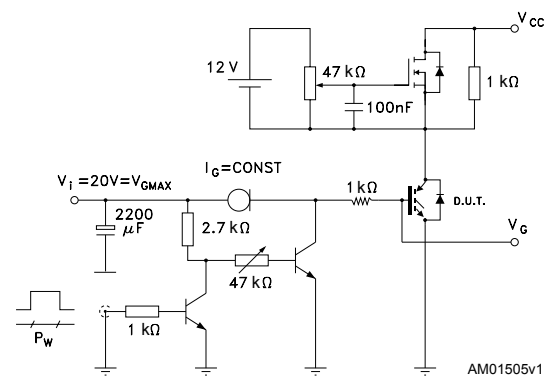 V_CC
12 V
47 kΩ
1 kΩ
100nF
I_G=CONST
V_i =20V=V_GMAX
1 kΩ
D.U.T.
2200
μF
2.7 kΩ
V_G
47 kΩ
1 kΩ
P_W
AM01505v1